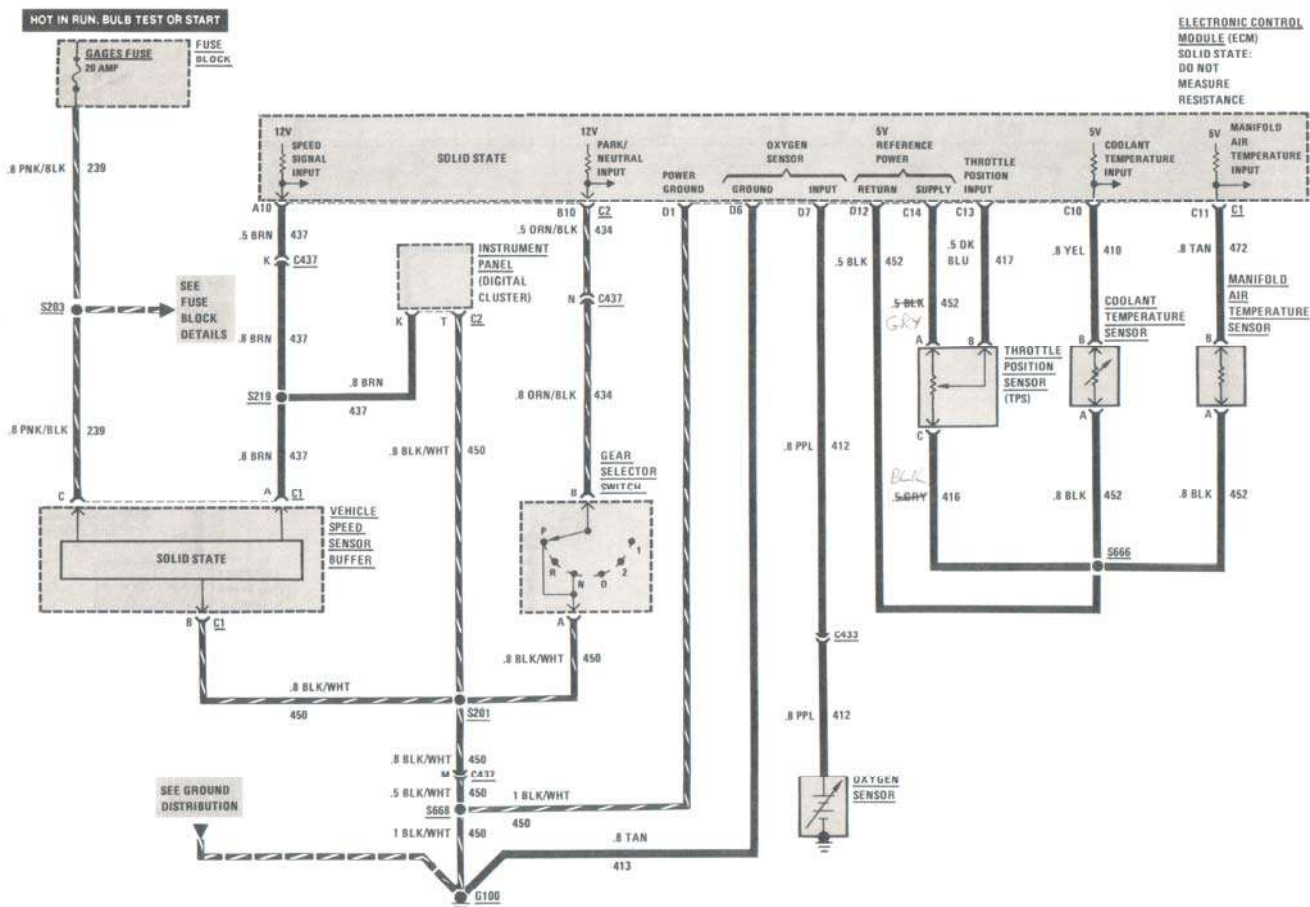 HOT IN RUN, BULB TEST OR START
GAGES FUSE
20 AMP
FUSE
BLOCK
ELECTRONIC CONTROL
MODULE (ECM)
SOLID STATE:
DO NOT
MEASURE
RESISTANCE
12V
SPEED
SIGNAL
INPUT
SOLID STATE
12V
PARK/
NEUTRAL
INPUT
POWER
GROUND
OXYGEN
SENSOR
GROUND
INPUT
5V
REFERENCE
POWER
RETURN
SUPPLY
THROTTLE
POSITION
INPUT
5V
COOLANT
TEMPERATURE
INPUT
5V
MANIFOLD
AIR
TEMPERATURE
INPUT
A10
B10
C2
D1
D6
D7
D12
C14
C13
C10
C11
C1
.8 PNK/BLK
239
.5 BRN
437
K
C437
.8 BRN
437
S219
.8 BRN
437
.8 BRN
437
S203
SEE
FUSE
BLOCK
DETAILS
.8 PNK/BLK
239
INSTRUMENT
PANEL
(DIGITAL
CLUSTER)
K
T
C2
.5 ORN/BLK
434
N
C437
.8 ORN/BLK
434
.8 BLK/WHT
450
GEAR
SELECTOR
SWITCH
B
P
R
N
D
2
1
A
.8 BLK/WHT
450
C
A
C1
VEHICLE
SPEED
SENSOR
BUFFER
SOLID STATE
B
C1
.8 BLK/WHT
450
S201
.8 BLK/WHT
450
M
C437
.5 BLK/WHT
450
S668
1 BLK/WHT
450
1 BLK/WHT
450
SEE GROUND
DISTRIBUTION
.8 TAN
413
G100
.8 PPL
412
C433
.8 PPL
412
OXYGEN
SENSOR
.5 BLK
452
.5 BLK
452
GRY
.5 DK
BLU
417
A
B
THROTTLE
POSITION
SENSOR
(TPS)
C
BLK
.5 GRY
416
.8 YEL
410
COOLANT
TEMPERATURE
SENSOR
B
A
.8 BLK
452
.8 TAN
472
MANIFOLD
AIR
TEMPERATURE
SENSOR
B
A
.8 BLK
452
S666